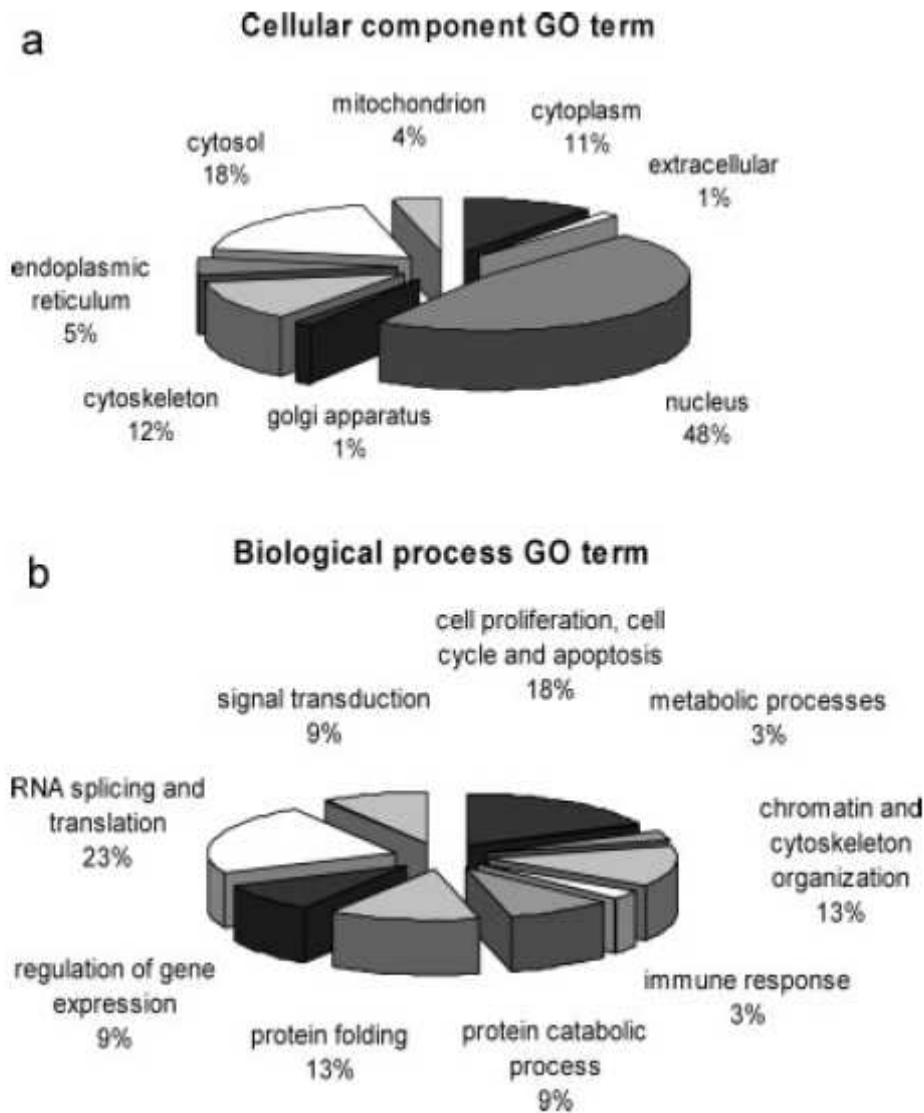 a
Cellular component GO term
mitochondrion
4%
cytoplasm
11%
cytosol
18%
extracellular
1%
endoplasmic
reticulum
5%
cytoskeleton
12%
golgi apparatus
1%
nucleus
48%
b
Biological process GO term
cell proliferation, cell
cycle and apoptosis
18%
signal transduction
9%
metabolic processes
3%
RNA splicing and
translation
23%
chromatin and
cytoskeleton
organization
13%
regulation of gene
expression
9%
protein folding
13%
protein catabolic
process
9%
immune response
3%